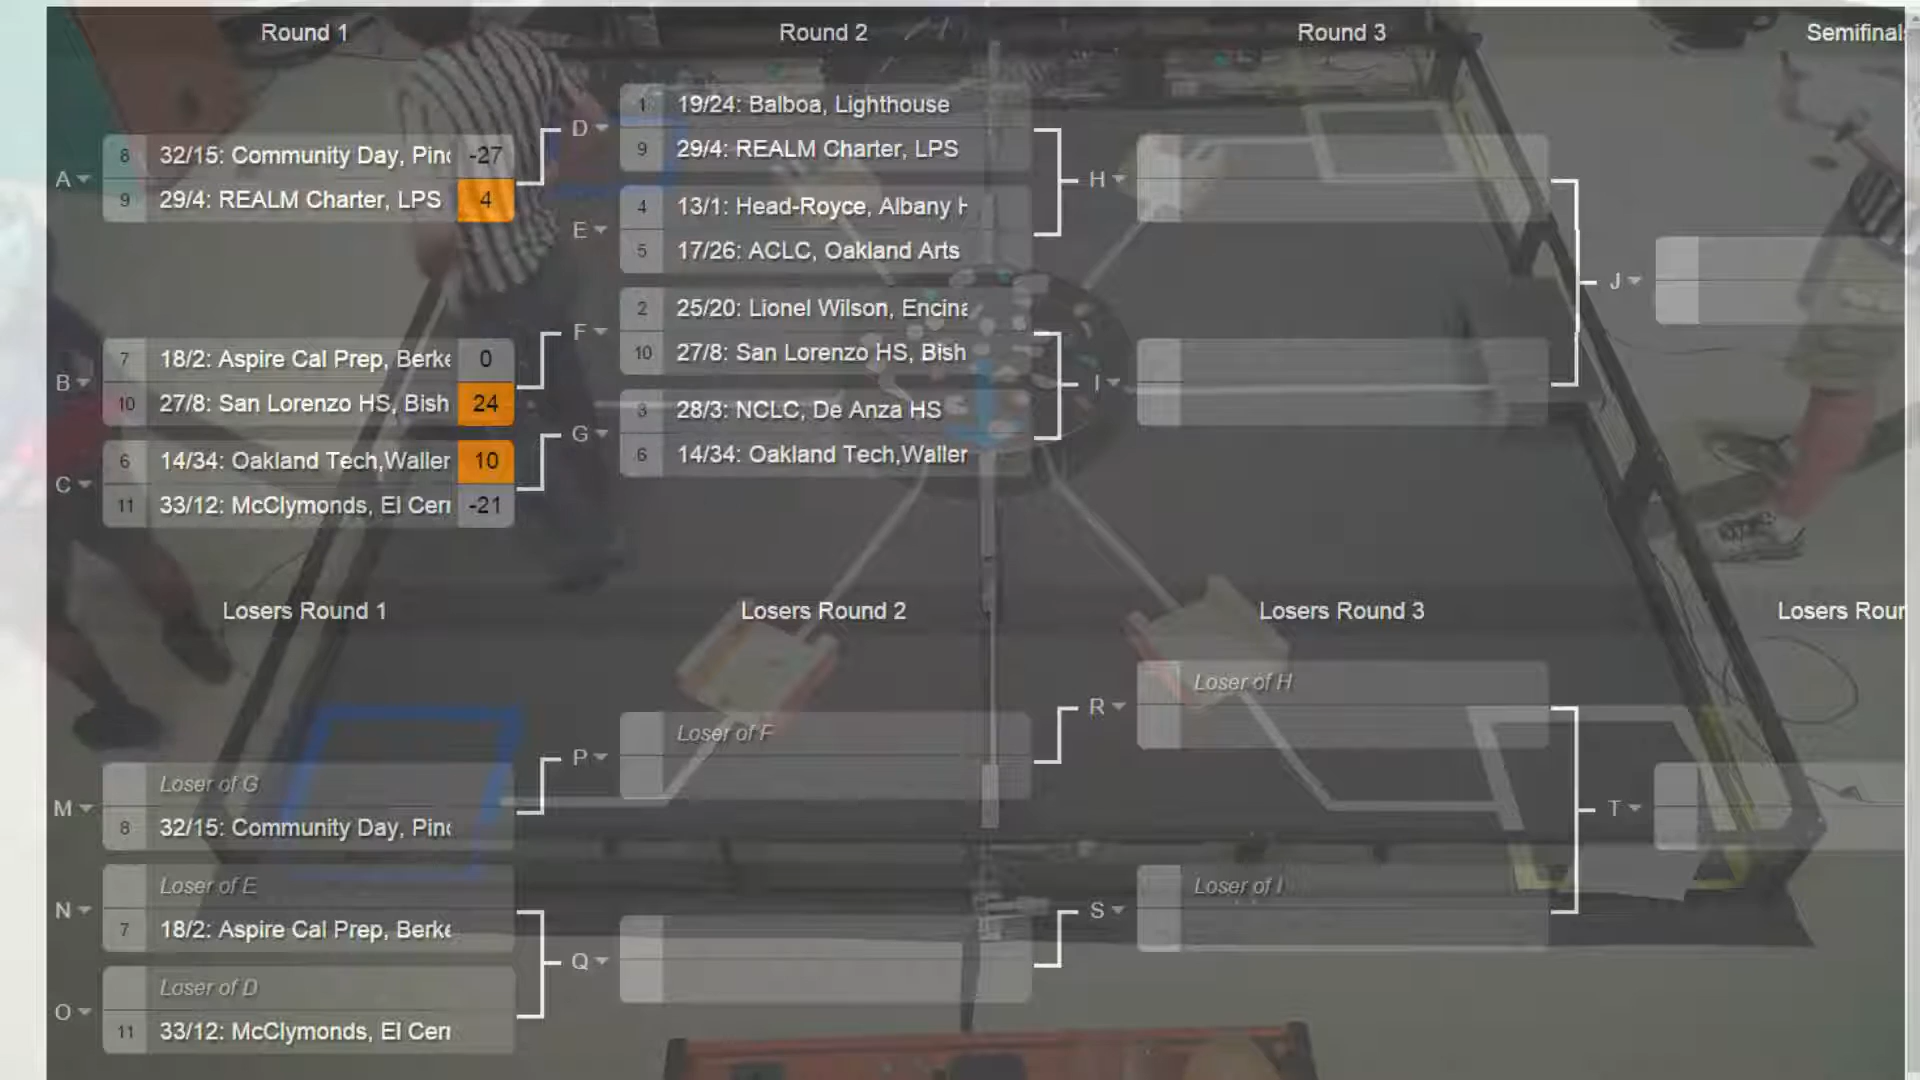 Round 1
Round 2
Round 3
Semifinals
A
8 32/15: Community Day, Pin -27
9 29/4: REALM Charter, LPS 4
B
7 18/2: Aspire Cal Prep, Berke 0
10 27/8: San Lorenzo HS, Bish 24
C
6 14/34: Oakland Tech,Waller 10
11 33/12: McClymonds, El Cerr -21
D
1 19/24: Balboa, Lighthouse
9 29/4: REALM Charter, LPS
E
4 13/1: Head-Royce, Albany H
5 17/26: ACLC, Oakland Arts
F
2 25/20: Lionel Wilson, Encina
10 27/8: San Lorenzo HS, Bish
G
3 28/3: NCLC, De Anza HS
6 14/34: Oakland Tech,Waller
H
I
J
Losers Round 1
Losers Round 2
Losers Round 3
Losers Roun
M
Loser of G
8 32/15: Community Day, Pin
N
Loser of E
7 18/2: Aspire Cal Prep, Berke
O
Loser of D
11 33/12: McClymonds, El Cerr
P
Loser of F
Q
R
Loser of H
S
Loser of I
T